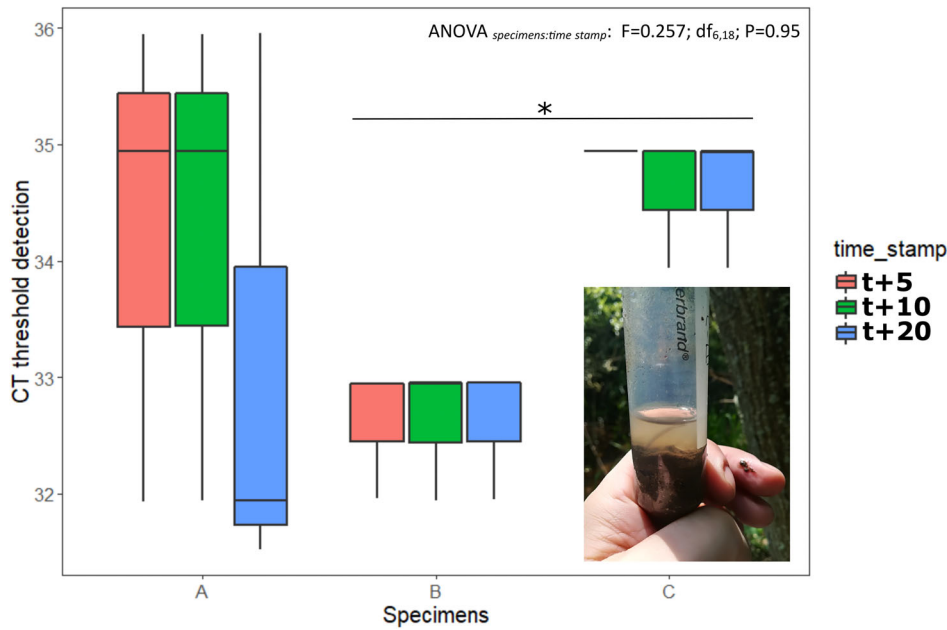 ANOVA specimens:time stamp: F=0.257; df6,18; P=0.95
*
36
35
34
33
32
CT threshold detection
A
B
C
Specimens
time_stamp
t+5
t+10
t+20
erbrand®